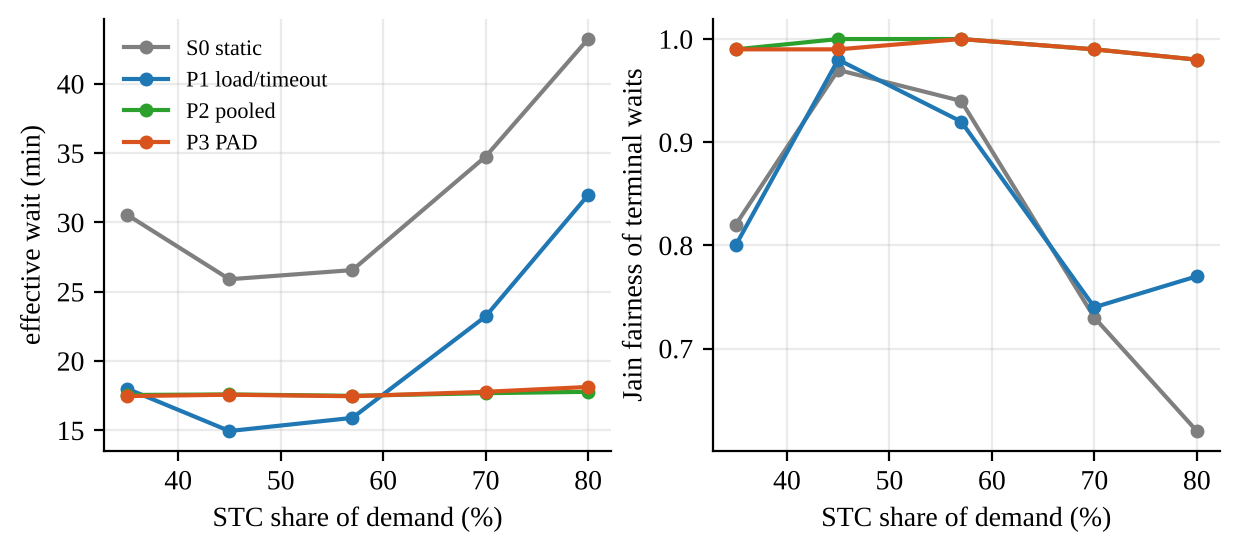 S0 static
P1 load/timeout
P2 pooled
P3 PAD
effective wait (min)
40
35
30
25
20
15
40 50 60 70 80
STC share of demand (%)
Jain fairness of terminal waits
1.0
0.9
0.8
0.7
40 50 60 70 80
STC share of demand (%)